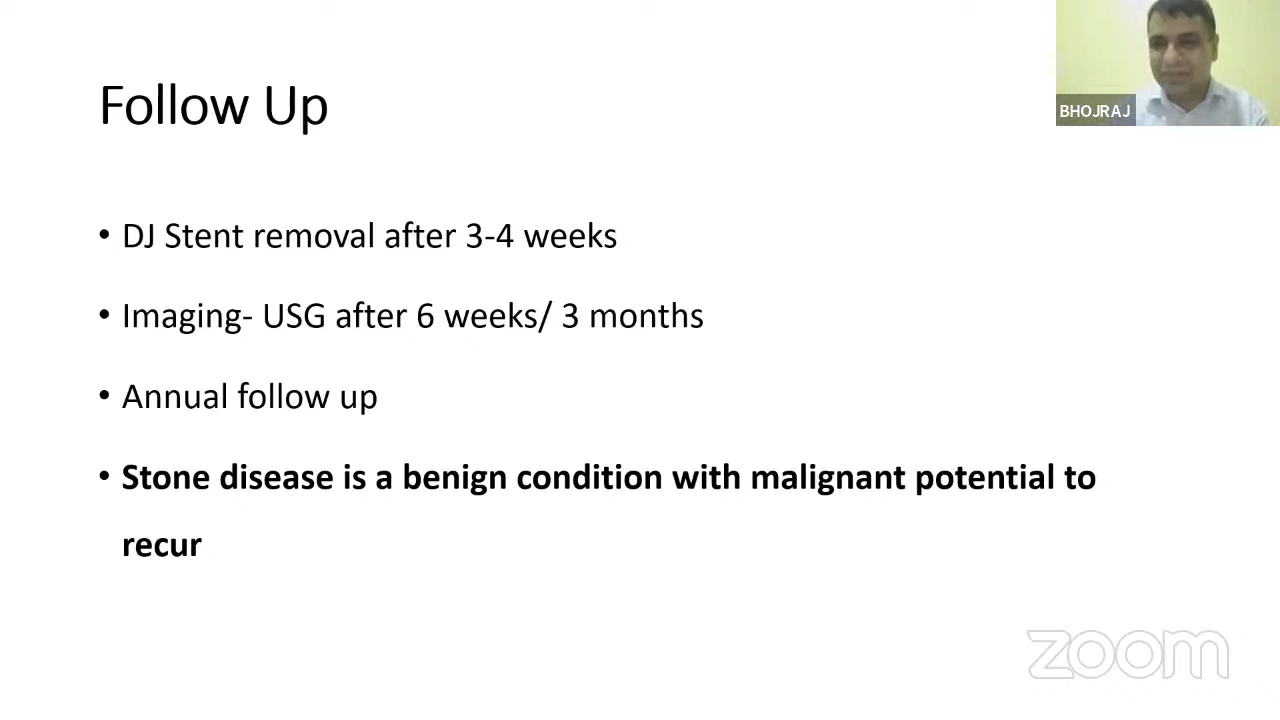 Follow Up
BHOJRAJ
• DJ Stent removal after 3-4 weeks
• Imaging- USG after 6 weeks/ 3 months
• Annual follow up
• Stone disease is a benign condition with malignant potential to
recur
zoom